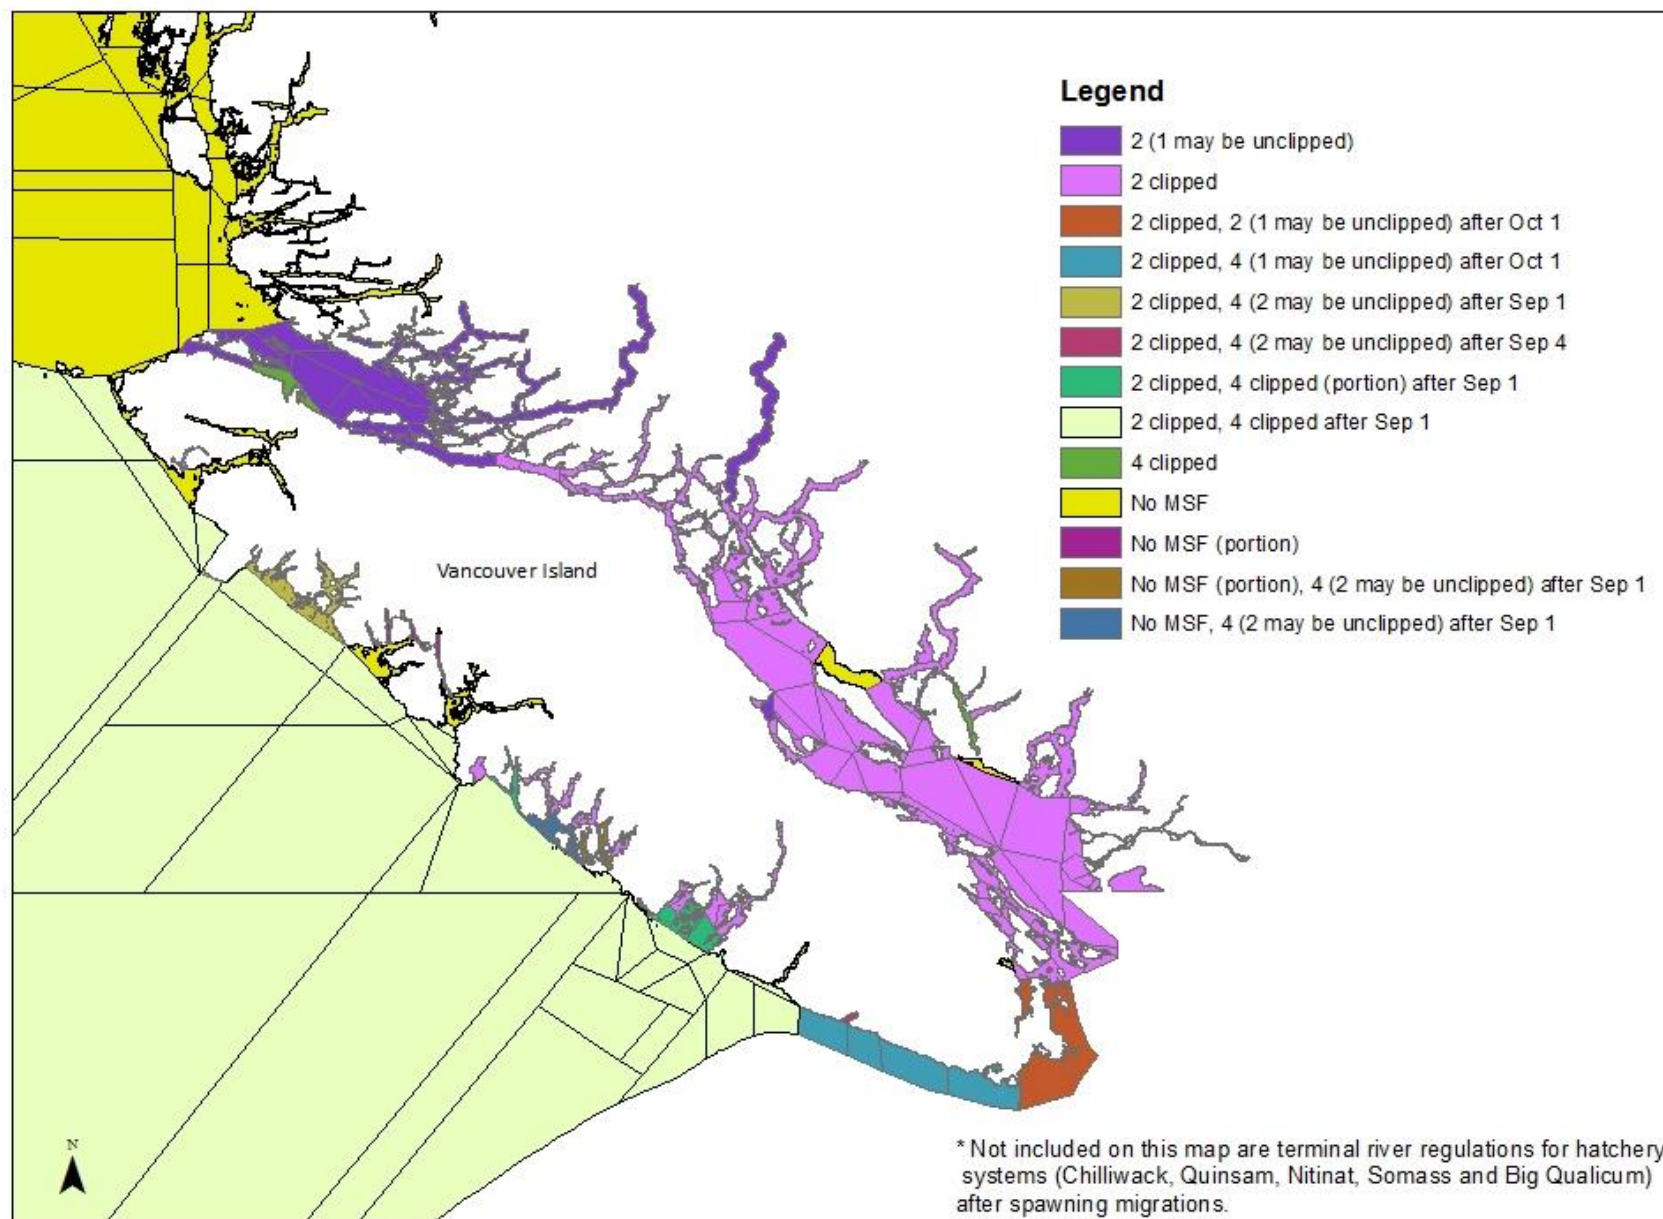 Legend
2 (1 may be unclipped)
2 clipped
2 clipped, 2 (1 may be unclipped) after Oct 1
2 clipped, 4 (1 may be unclipped) after Oct 1
2 clipped, 4 (2 may be unclipped) after Sep 1
2 clipped, 4 (2 may be unclipped) after Sep 4
2 clipped, 4 clipped (portion) after Sep 1
2 clipped, 4 clipped after Sep 1
4 clipped
No MSF
No MSF (portion)
No MSF (portion), 4 (2 may be unclipped) after Sep 1
No MSF, 4 (2 may be unclipped) after Sep 1
Vancouver Island
N
* Not included on this map are terminal river regulations for hatchery
systems (Chilliwack, Quinsam, Nitinat, Somass and Big Qualicum)
after spawning migrations.